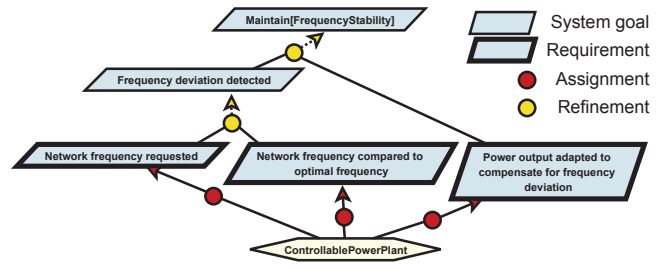 Maintain[FrequencyStability]
System goal
Requirement
Frequency deviation detected
Assignment
Refinement
Network frequency requested
Network frequency compared to
optimal frequency
Power output adapted to
compensate for frequency
deviation
ControllablePowerPlant